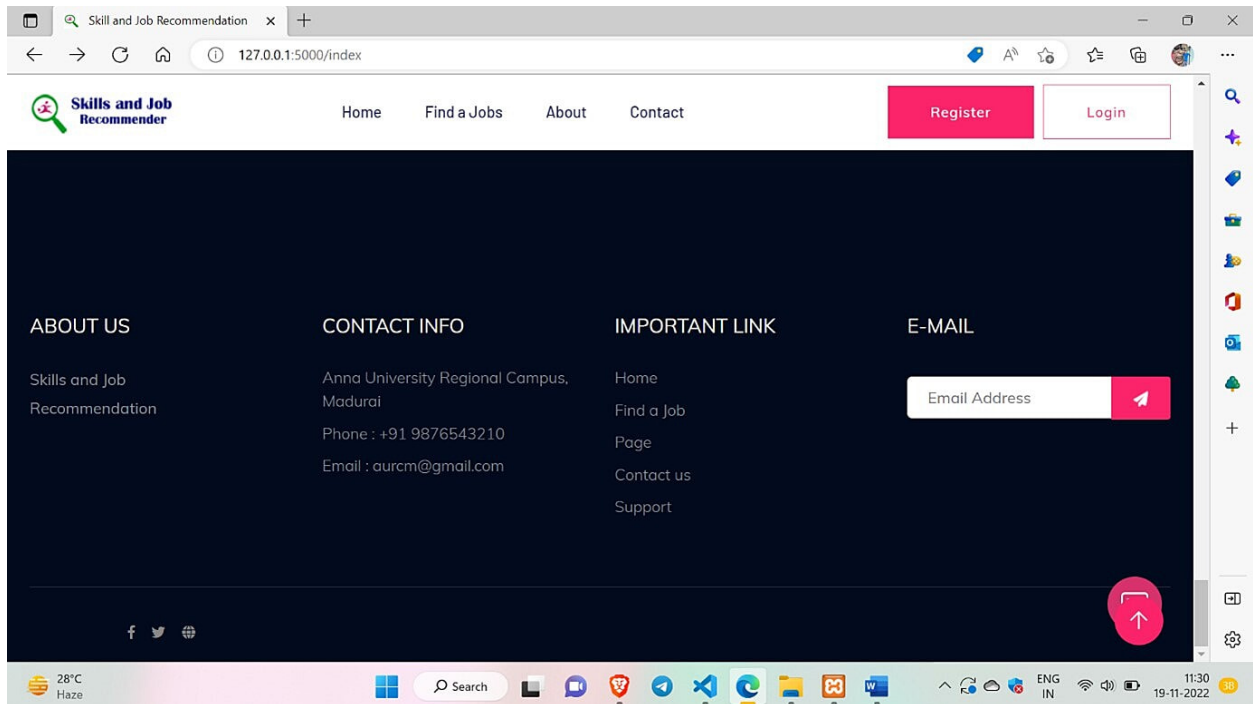 Skill and Job Recommendation
127.0.0.1:5000/index
Skills and Job
Recommender
Home
Find a Jobs
About
Contact
Register
Login
ABOUT US
Skills and Job
Recommendation
CONTACT INFO
Anna University Regional Campus,
Madurai
Phone : +91 9876543210
Email : aurcm@gmail.com
IMPORTANT LINK
Home
Find a Job
Page
Contact us
Support
E-MAIL
Email Address
28°C
Haze
Search
ENG
IN
11:30
19-11-2022
38